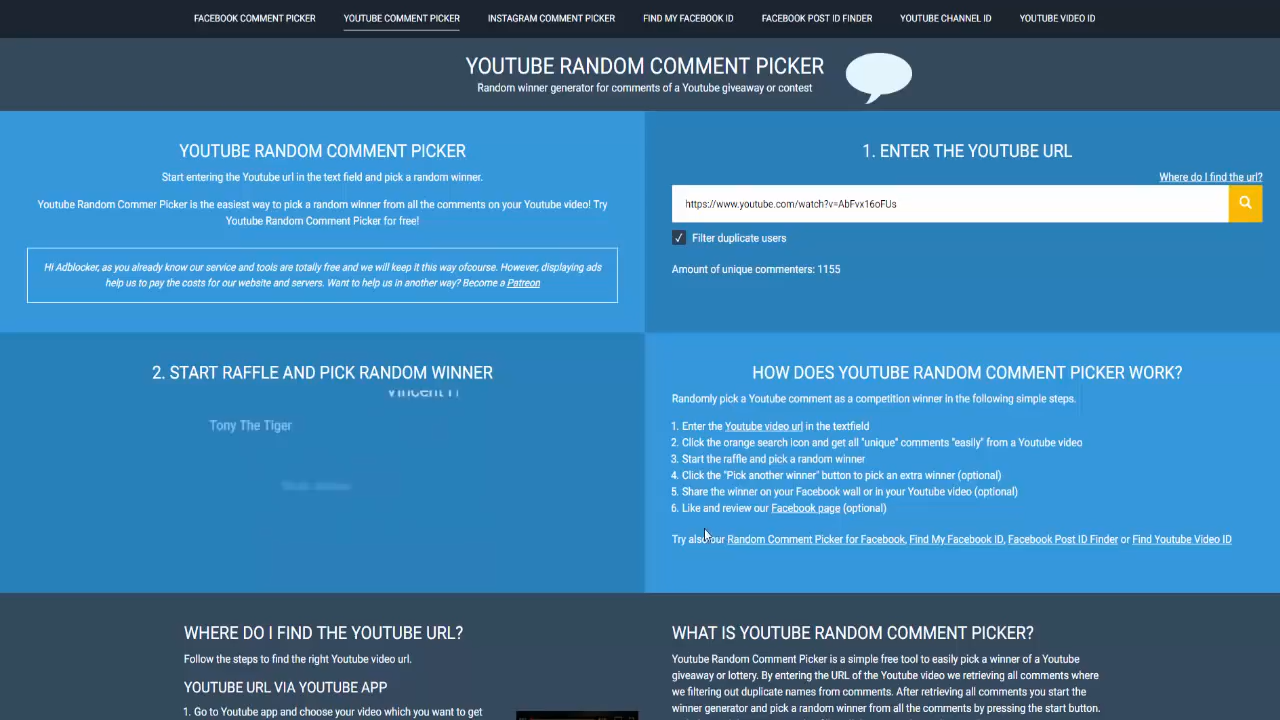 FACEBOOK COMMENT PICKER YOUTUBE COMMENT PICKER INSTAGRAM COMMENT PICKER FIND MY FACEBOOK ID FACEBOOK POST ID FINDER YOUTUBE CHANNEL ID YOUTUBE VIDEO ID
YOUTUBE RANDOM COMMENT PICKER
Random winner generator for comments of a Youtube giveaway or contest
YOUTUBE RANDOM COMMENT PICKER
Start entering the Youtube url in the text field and pick a random winner.
Youtube Random Commer Picker is the easiest way to pick a random winner from all the comments on your Youtube video! Try
Youtube Random Comment Picker for free!
Hi Adblocker, as you already know our service and tools are totally free and we will keep it this way ofcourse. However, displaying ads
help us to pay the costs for our website and servers. Want to help us in another way? Become a Patreon
1. ENTER THE YOUTUBE URL
Where do I find the url?
https://www.youtube.com/watch?v=AbFvx16oFUs
Filter duplicate users
Amount of unique commenters: 1155
2. START RAFFLE AND PICK RANDOM WINNER
Vincent
Tony The Tiger
HOW DOES YOUTUBE RANDOM COMMENT PICKER WORK?
Randomly pick a Youtube comment as a competition winner in the following simple steps.
1. Enter the Youtube video url in the textfield
2. Click the orange search icon and get all "unique" comments "easily" from a Youtube video
3. Start the raffle and pick a random winner
4. Click the "Pick another winner" button to pick an extra winner (optional)
5. Share the winner on your Facebook wall or in your Youtube video (optional)
6. Like and review our Facebook page (optional)
Try also our Random Comment Picker for Facebook, Find My Facebook ID, Facebook Post ID Finder or Find Youtube Video ID
WHERE DO I FIND THE YOUTUBE URL?
Follow the steps to find the right Youtube video url.
YOUTUBE URL VIA YOUTUBE APP
1. Go to Youtube app and choose your video which you want to get
WHAT IS YOUTUBE RANDOM COMMENT PICKER?
Youtube Random Comment Picker is a simple free tool to easily pick a winner of a Youtube
giveaway or lottery. By entering the URL of the Youtube video we retrieving all comments where
we filtering out duplicate names from comments. After retrieving all comments you start the
winner generator and pick a random winner from all the comments by pressing the start button.